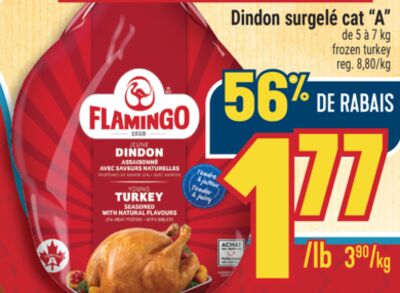 Dindon surgelé cat “A”
de 5 à 7 kg
frozen turkey
reg. 8,80/kg
56% DE RABAIS
1 77
/lb 3 90/kg
FLAMINGO
JEUNE
DINDON
ASSAISONNÉ
AVEC SAVEURS NATURELLES
YOUNG
TURKEY
SEASONED
WITH NATURAL FLAVOURS
Tendre
& juteux
Tender
& juicy
A
ACHAT